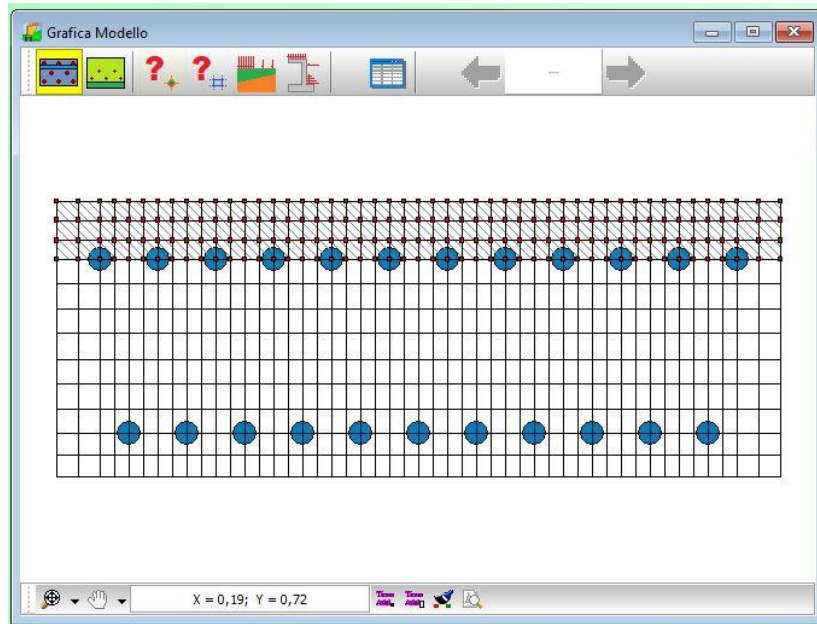 Grafica Modello
X = 0,19; Y = 0,72